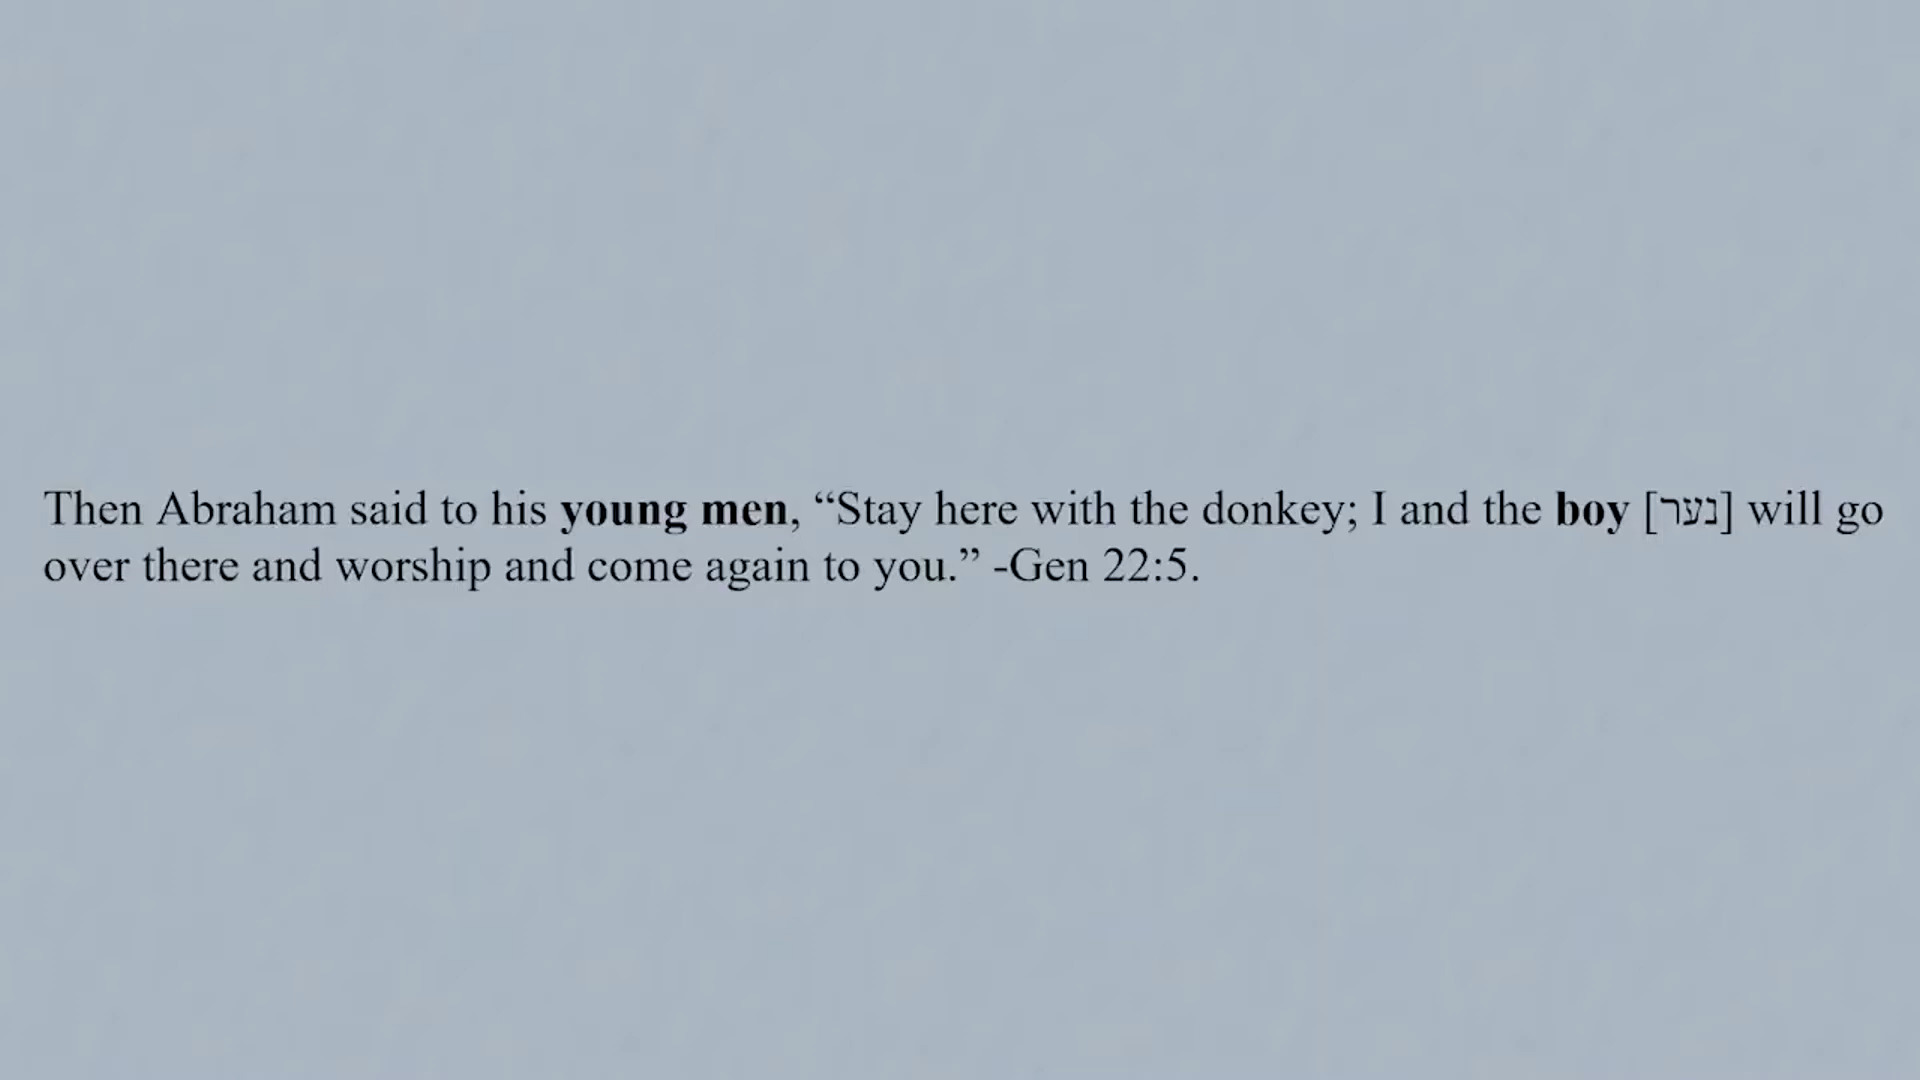 Then Abraham said to his young men, “Stay here with the donkey; I and the boy [נער] will go
over there and worship and come again to you.” -Gen 22:5.